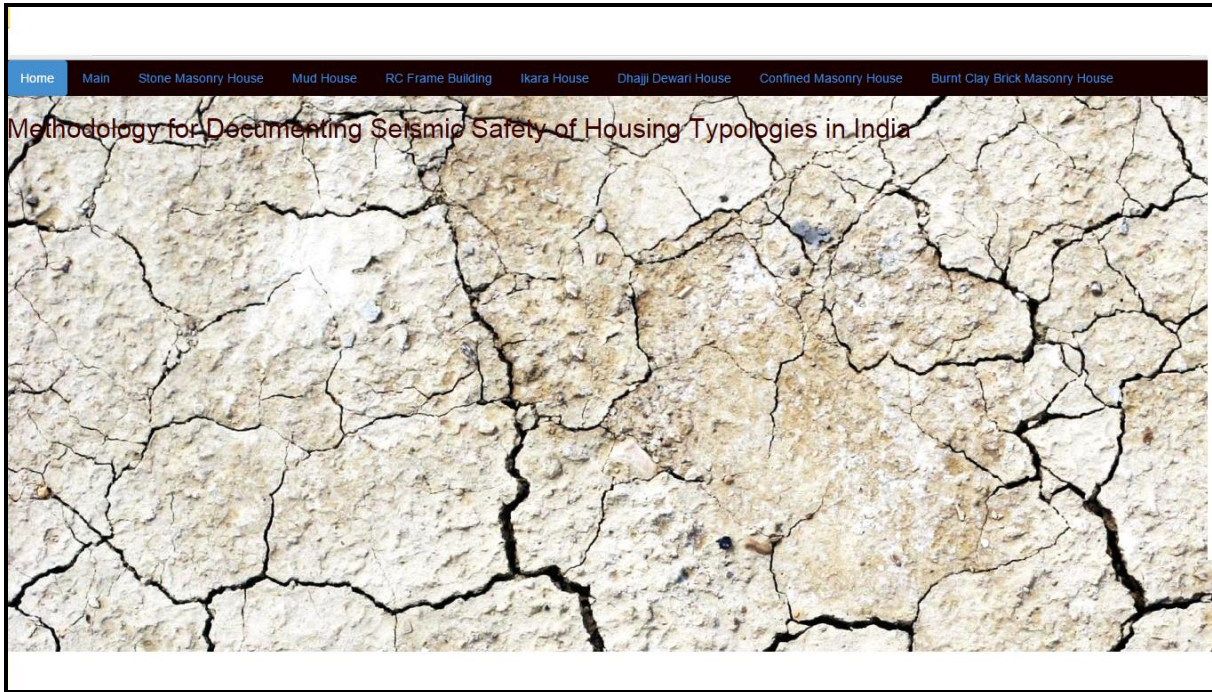 Home Main Stone Masonry House Mud House RC Frame Building Ikara House Dhajji Dewari House Confined Masonry House Burnt Clay Brick Masonry House
Methodology for Documenting Seismic Safety of Housing Typologies in India